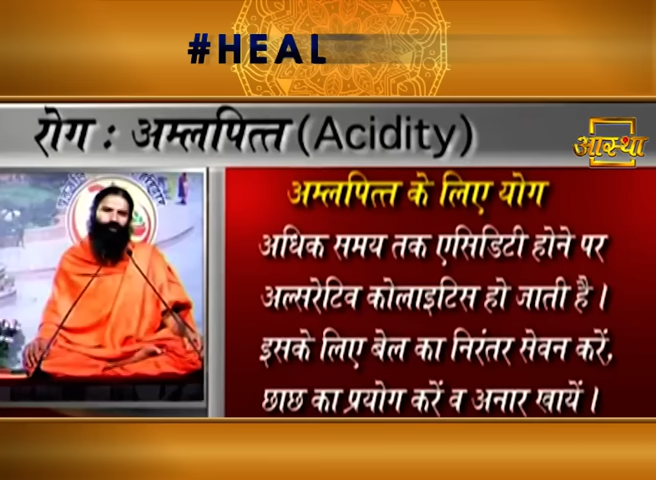 #HEAL
रोग : अम्लपित्त (Acidity)
आस्था
अम्लपित्त के लिए योग
अधिक समय तक एसिडिटी होने पर
अल्सरेटिव कोलाइटिस हो जाती है ।
इसके लिए बेल का निरंतर सेवन करें,
छाछ का प्रयोग करें व अनार खायें ।